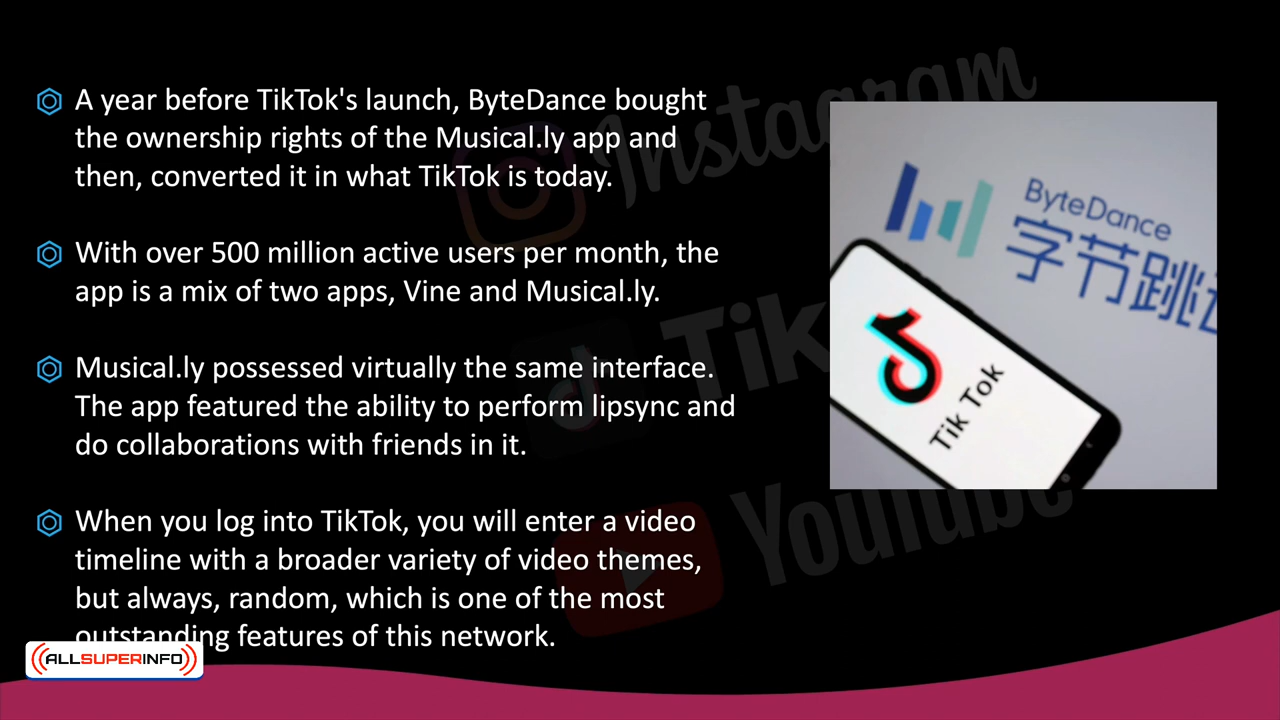 A year before TikTok's launch, ByteDance bought
the ownership rights of the Musical.ly app and
then, converted it in what TikTok is today.
With over 500 million active users per month, the
app is a mix of two apps, Vine and Musical.ly.
Musical.ly possessed virtually the same interface.
The app featured the ability to perform lipsync and
do collaborations with friends in it.
When you log into TikTok, you will enter a video
timeline with a broader variety of video themes,
but always, random, which is one of the most
outstanding features of this network.
Instagram
Tik
Youtube
ByteDance
字节跳
Tik Tok
ALLSUPERINFO